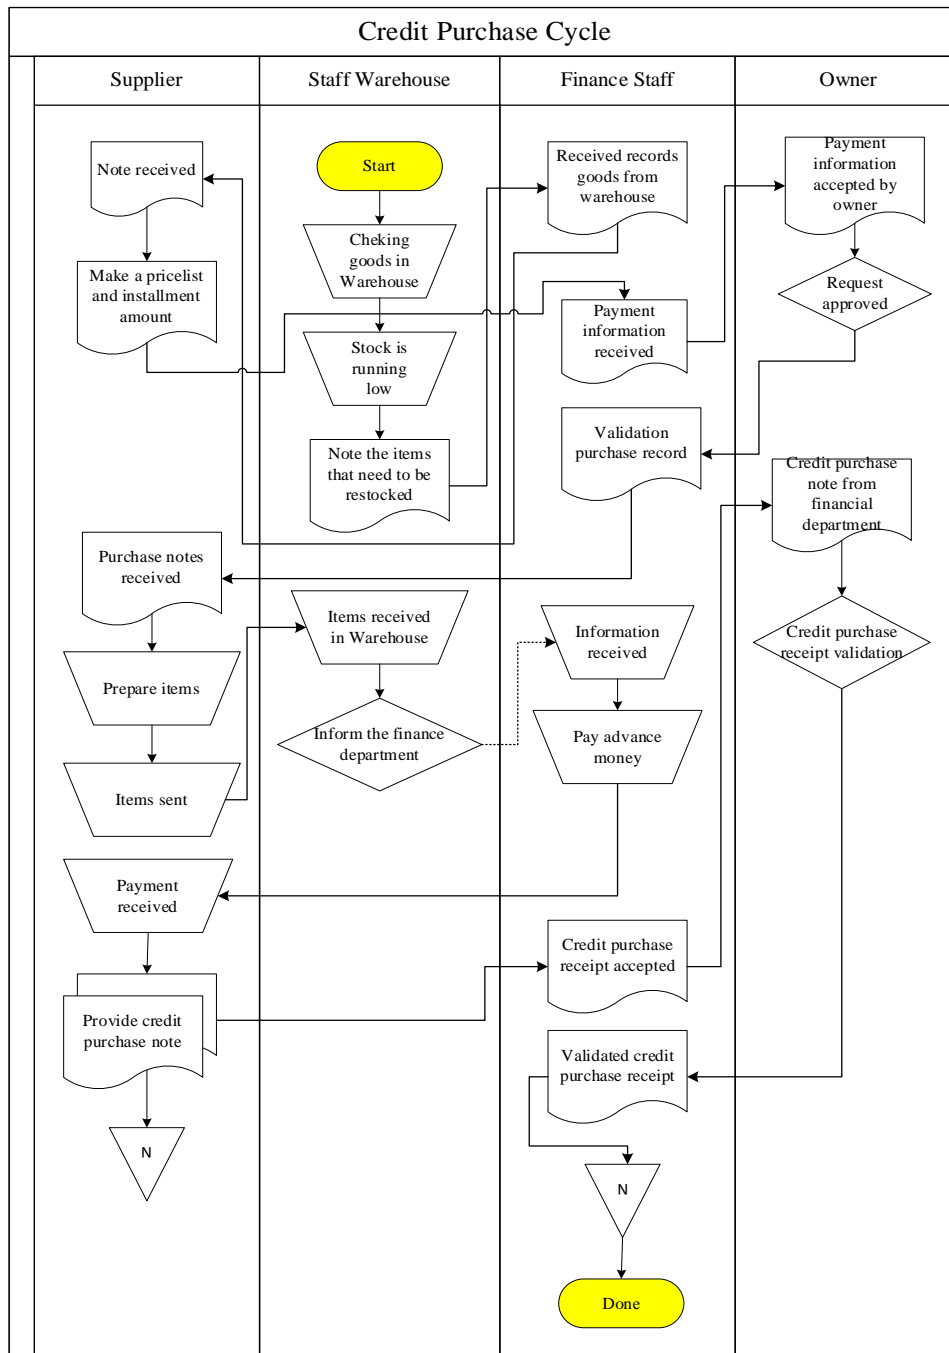 Credit Purchase Cycle
Supplier
Staff Warehouse
Finance Staff
Owner
Note received
Start
Received records
goods from
warehouse
Payment
information
accepted by
owner
Cheking
goods in
Warehouse
Make a pricelist
and installment
amount
Request
approved
Payment
information
received
Stock is
running
low
Note the items
that need to be
restocked
Validation
purchase record
Credit purchase
note from
financial
department
Purchase notes
received
Items received
in Warehouse
Information
received
Credit purchase
receipt validation
Prepare items
Inform the finance
department
Pay advance
money
Items sent
Payment
received
Credit purchase
receipt accepted
Provide credit
purchase note
Validated credit
purchase receipt
N
N
Done